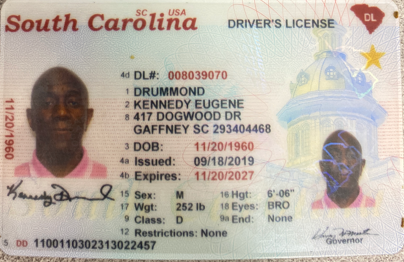 South Carolina SC USA DRIVER'S LICENSE DL
4d DL#: 008039070
1 DRUMMOND
2 KENNEDY EUGENE
8 417 DOGWOOD DR
GAFFNEY SC 293404468
3 DOB: 11/20/1960
4a Issued: 09/18/2019
4b Expires: 11/20/2027
11/20/1960
15 Sex: M 16 Hgt: 6'-06"
17 Wgt: 252 lb 18 Eyes: BRO
9 Class: D 9a End: None
12 Restrictions: None
Governor
5 DD 1100110302313022457